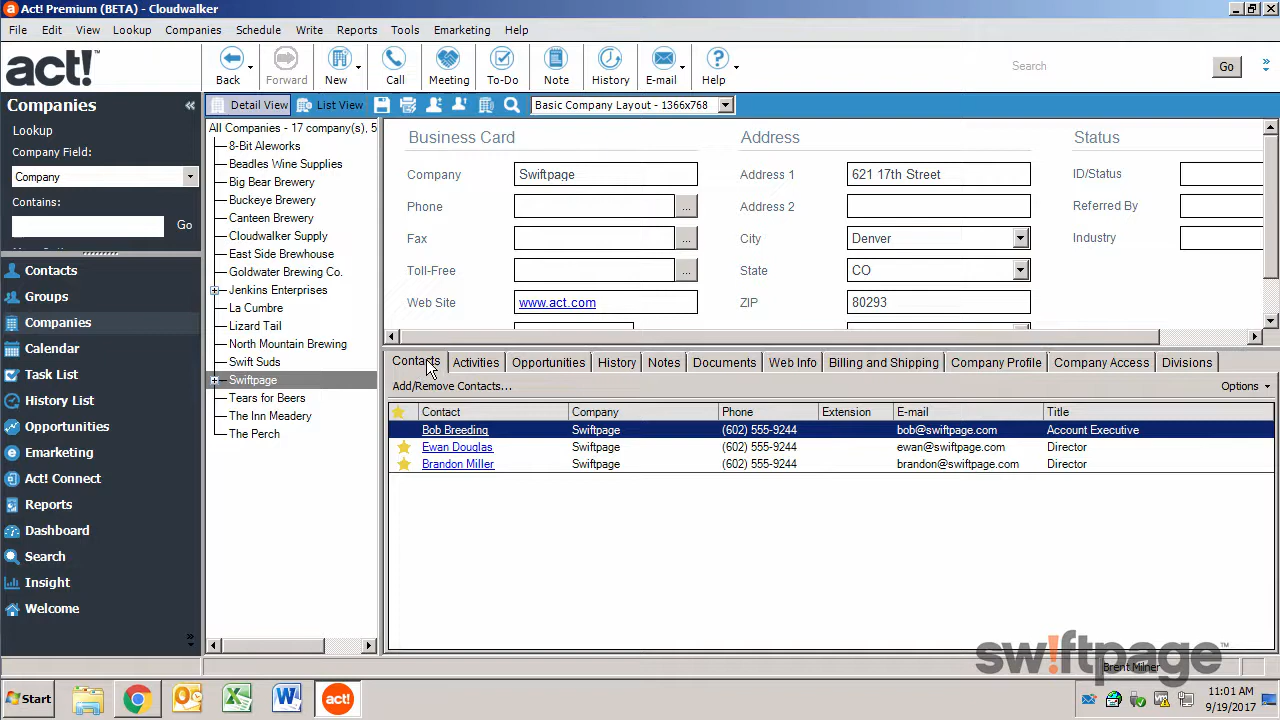 Act! Premium (BETA) - Cloudwalker
File Edit View Lookup Companies Schedule Write Reports Tools Emarketing Help
act!™
Back Forward New Call Meeting To-Do Note History E-mail Help
Search Go
Companies
Detail View List View Basic Company Layout - 1366x768
Lookup
Company Field:
Company
Contains:
Go
Contacts
Groups
Companies
Calendar
Task List
History List
Opportunities
Emarketing
Act! Connect
Reports
Dashboard
Search
Insight
Welcome
All Companies - 17 company(s), 5
8-Bit Aleworks
Beadles Wine Supplies
Big Bear Brewery
Buckeye Brewery
Canteen Brewery
Cloudwalker Supply
East Side Brewhouse
Goldwater Brewing Co.
Jenkins Enterprises
La Cumbre
Lizard Tail
North Mountain Brewing
Swift Suds
Swiftpage
Tears for Beers
The Inn Meadery
The Perch
Business Card
Company Swiftpage
Phone ...
Fax ...
Toll-Free ...
Web Site www.act.com
Address
Address 1 621 17th Street
Address 2
City Denver
State CO
ZIP 80293
Status
ID/Status
Referred By
Industry
Contacts Activities Opportunities History Notes Documents Web Info Billing and Shipping Company Profile Company Access Divisions
Add/Remove Contacts... Options
Contact Company Phone Extension E-mail Title
Bob Breeding Swiftpage (602) 555-9244 bob@swiftpage.com Account Executive
Ewan Douglas Swiftpage (602) 555-9244 ewan@swiftpage.com Director
Brandon Miller Swiftpage (602) 555-9244 brandon@swiftpage.com Director
sw!ftpage™
Brent Milner
Start act! 11:01 AM
9/19/2017